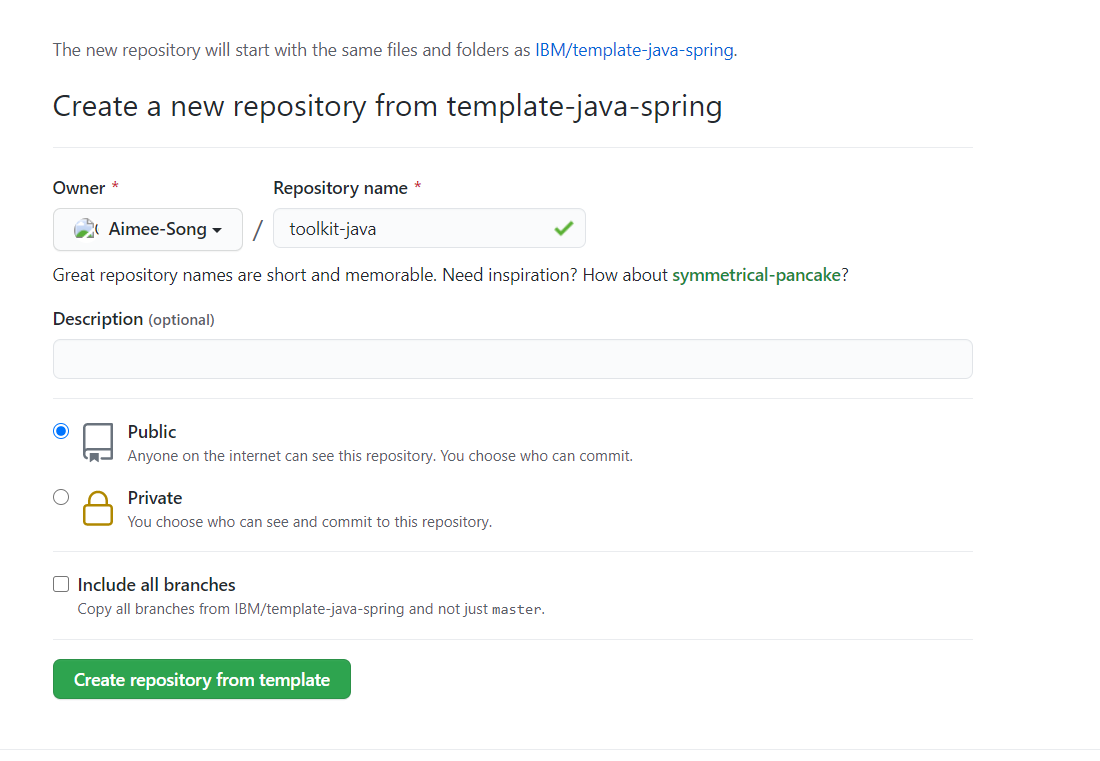 The new repository will start with the same files and folders as IBM/template-java-spring.
Create a new repository from template-java-spring
Owner * Repository name *
Aimee-Song / toolkit-java
Great repository names are short and memorable. Need inspiration? How about symmetrical-pancake?
Description (optional)
Public
Anyone on the internet can see this repository. You choose who can commit.
Private
You choose who can see and commit to this repository.
Include all branches
Copy all branches from IBM/template-java-spring and not just master.
Create repository from template